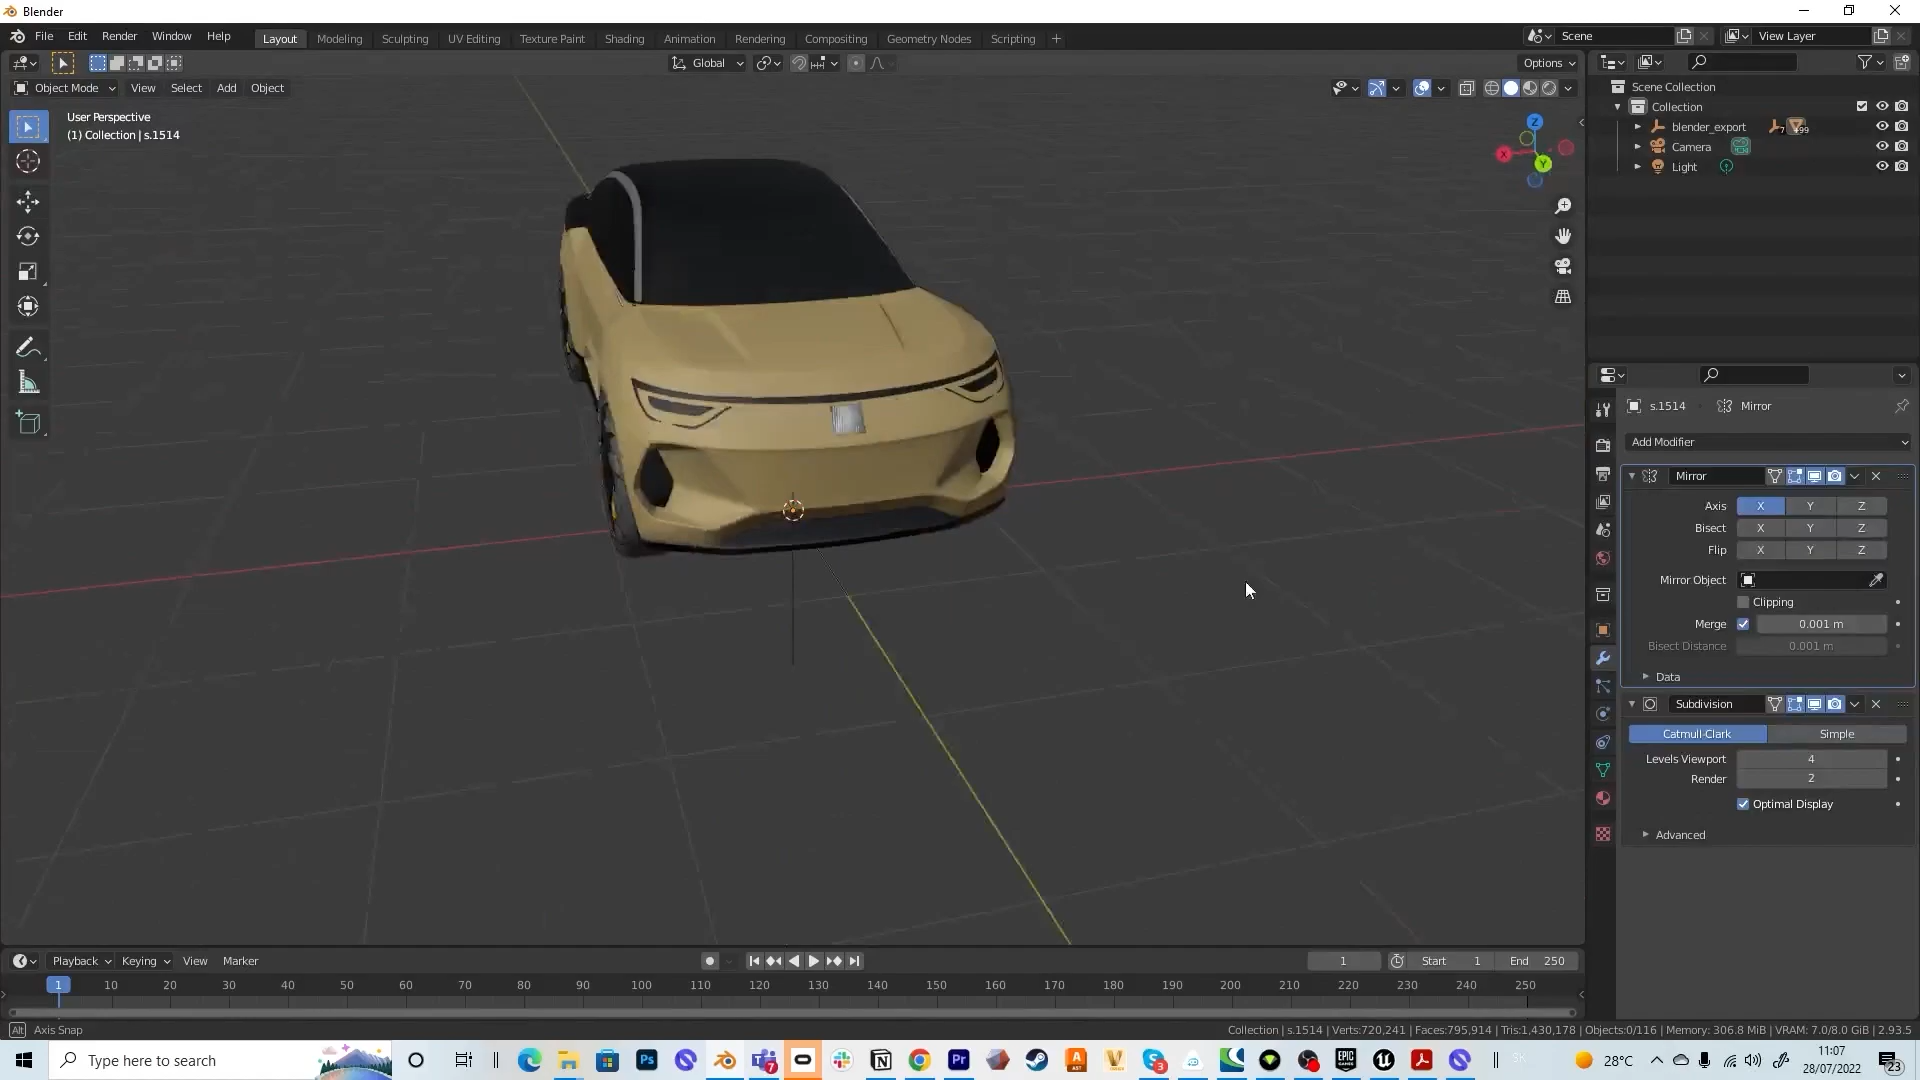 Blender
File Edit Render Window Help
Layout Modeling Sculpting UV Editing Texture Paint Shading Animation Rendering Compositing Geometry Nodes Scripting +
Scene
View Layer
Global
Options
Object Mode View Select Add Object
User Perspective
(1) Collection | s.1514
Z
X
Y
Scene Collection
Collection
blender_export
7
Camera
Light
s.1514
Mirror
Add Modifier
Mirror
Axis X Y Z
Bisect X Y Z
Flip X Y Z
Mirror Object
Clipping
Merge 0.001 m
Bisect Distance 0.001 m
Data
Subdivision
Catmull-Clark Simple
Levels Viewport 4
Render 2
Optimal Display
Advanced
Playback Keying View Marker
1
Start 1
End 250
1 10 20 30 40 50 60 70 80 90 100 110 120 130 140 150 160 170 180 190 200 210 220 230 240 250
Alt Axis Snap
Collection | s.1514 | Verts:720,241 | Faces:795,914 | Tris:1,430,178 | Objects:0/116 | Memory: 306.8 MiB | VRAM: 7.0/8.0 GiB | 2.93.5
Type here to search
28°C
11:07
28/07/2022
23